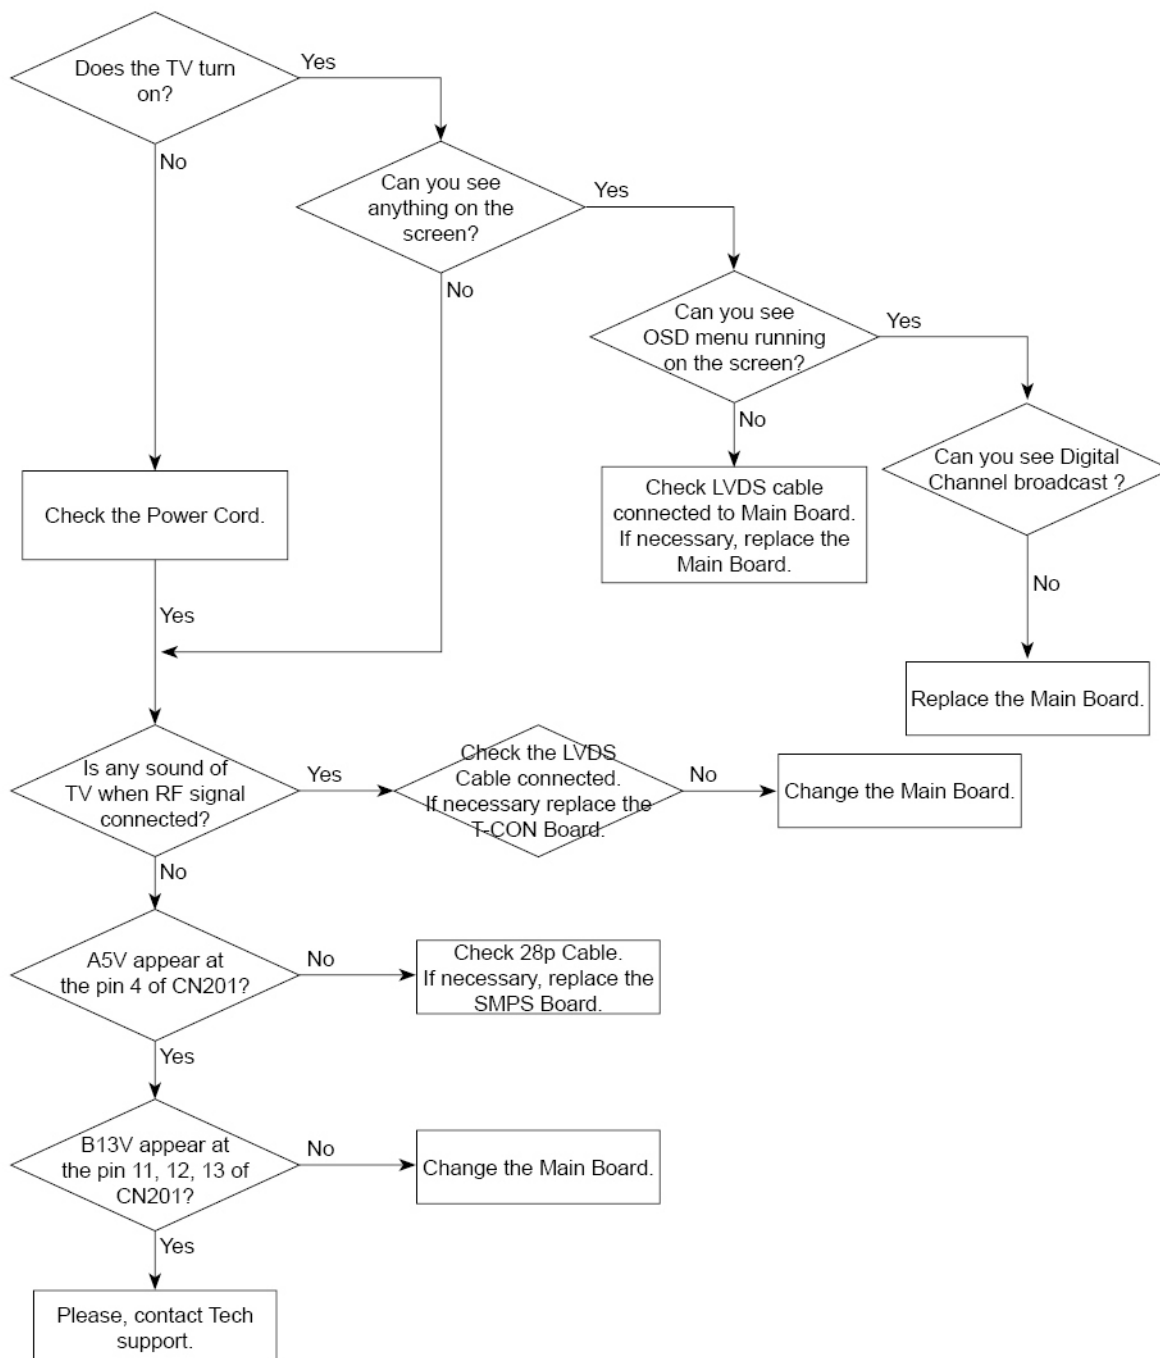 Does the TV turn
on?
Yes
No
Can you see
anything on the
screen?
Yes
No
Can you see
OSD menu running
on the screen?
Yes
No
Can you see Digital
Channel broadcast ?
No
Check the Power Cord.
Yes
Check LVDS cable
connected to Main Board.
If necessary, replace the
Main Board.
Replace the Main Board.
Is any sound of
TV when RF signal
connected?
Yes
No
Check the LVDS
Cable connected.
If necessary replace the
T-CON Board.
No
Change the Main Board.
A5V appear at
the pin 4 of CN201?
No
Yes
Check 28p Cable.
If necessary, replace the
SMPS Board.
B13V appear at
the pin 11, 12, 13 of
CN201?
No
Yes
Change the Main Board.
Please, contact Tech
support.